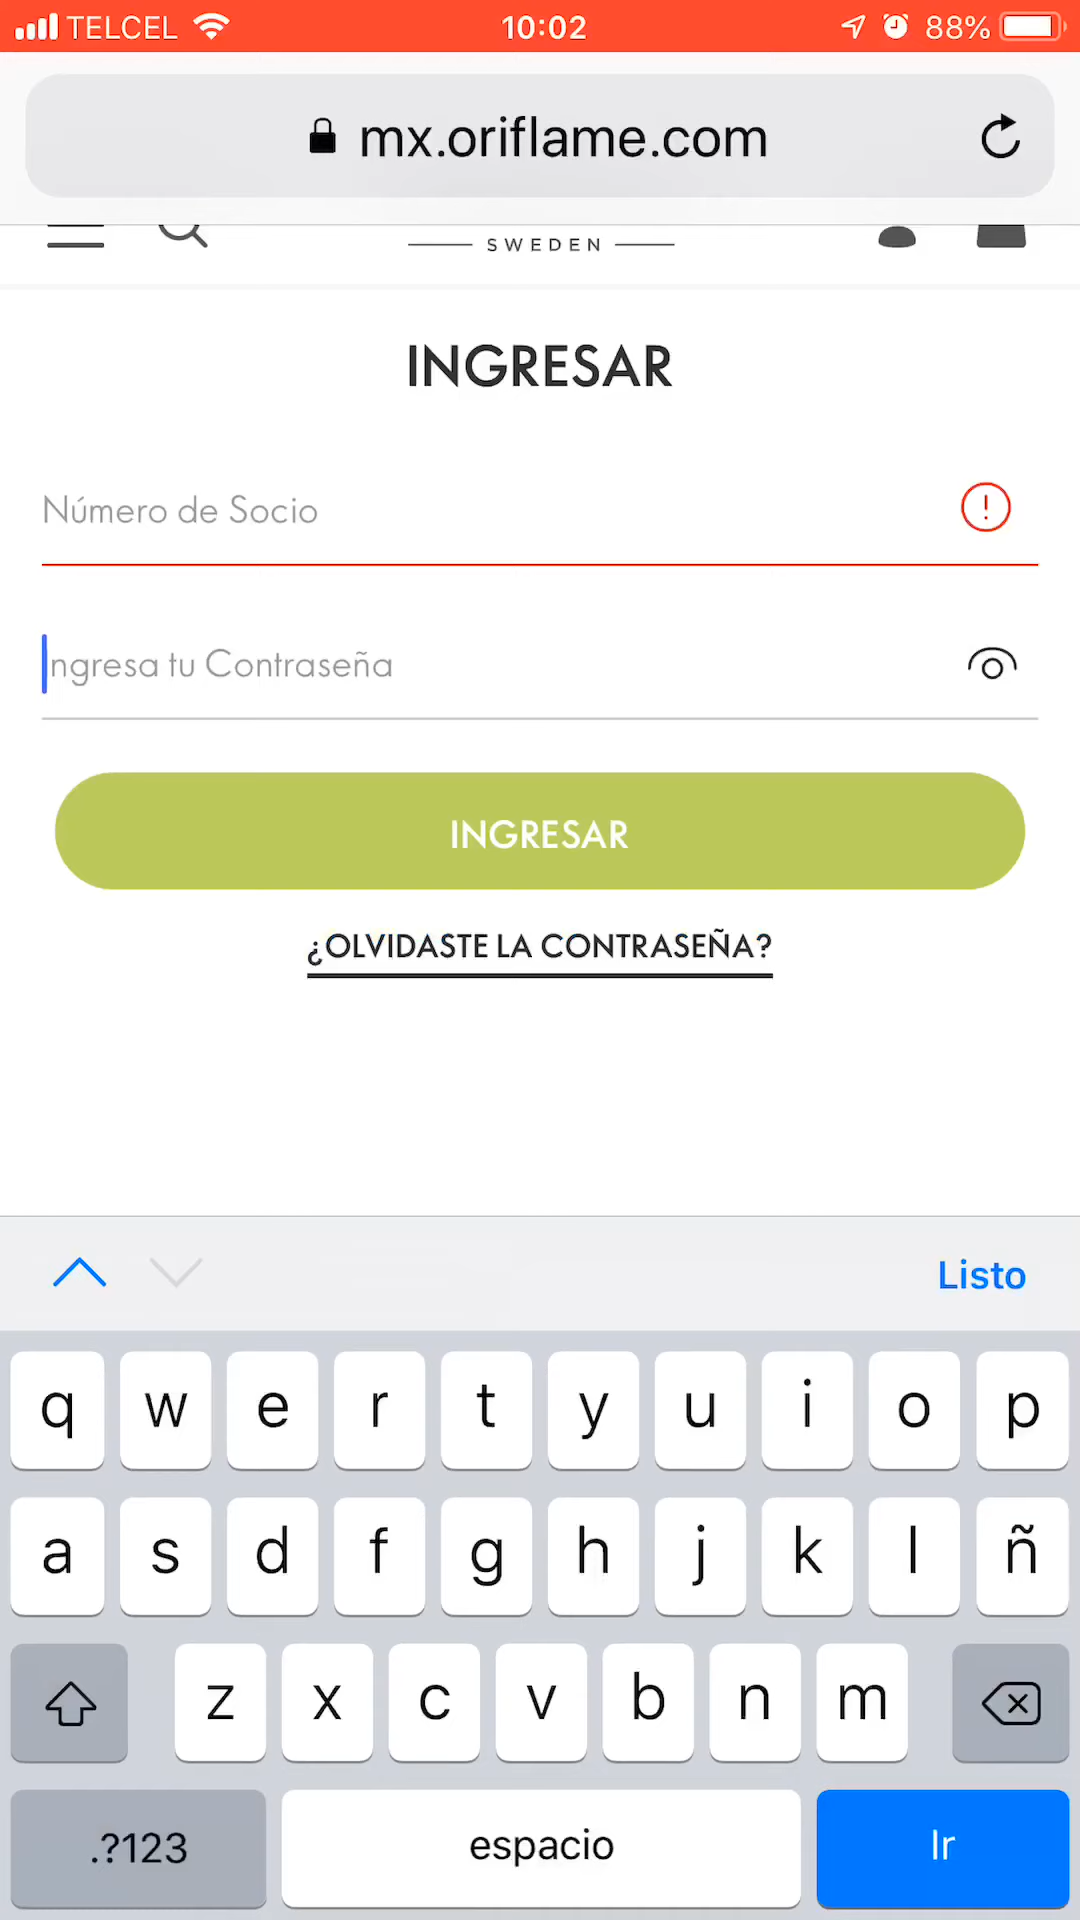 TELCEL 10:02 88%
mx.oriflame.com
SWEDEN
INGRESAR
Número de Socio
Ingresa tu Contraseña
INGRESAR
¿OLVIDASTE LA CONTRASEÑA?
Listo
q w e r t y u i o p
a s d f g h j k l ñ
z x c v b n m
.?123 espacio Ir